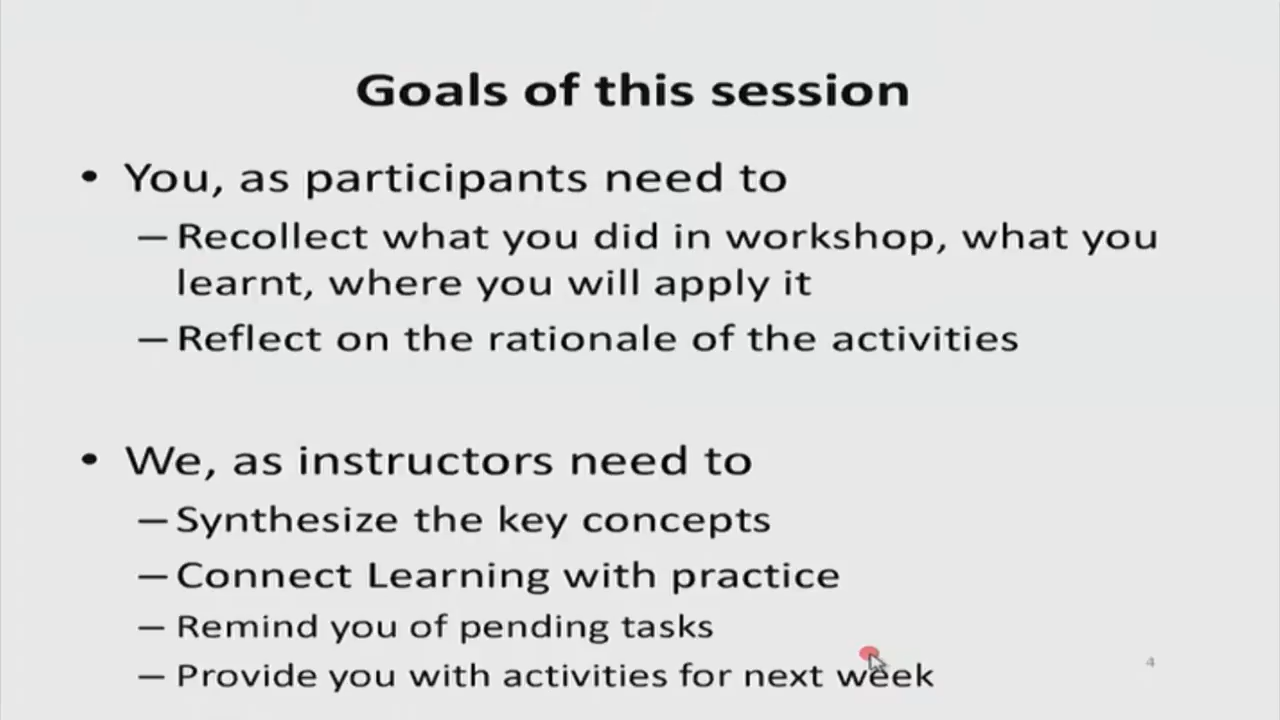 Goals of this session
• You, as participants need to
– Recollect what you did in workshop, what you
learnt, where you will apply it
– Reflect on the rationale of the activities
• We, as instructors need to
– Synthesize the key concepts
– Connect Learning with practice
– Remind you of pending tasks
– Provide you with activities for next week
4